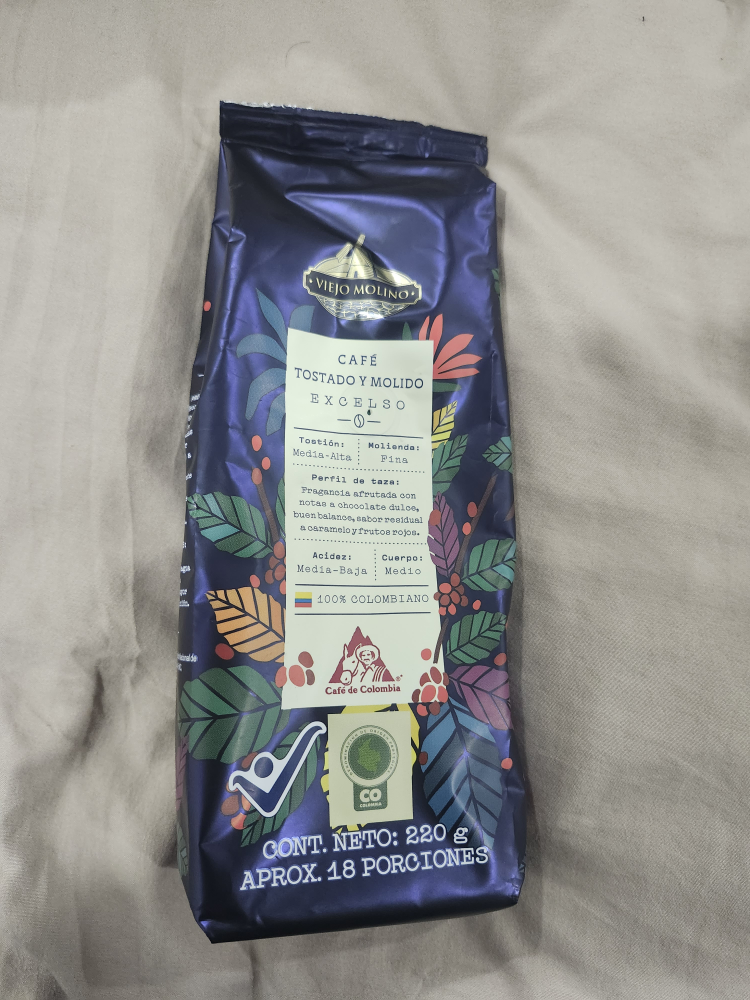 VIEJO MOLINO
CAFÉ
TOSTADO Y MOLIDO
EXCELSO
Tostión:
Media-Alta
Molienda:
Fina
Perfil de taza:
Fragancia afrutada con
notas a chocolate dulce,
buen balance, sabor residual
a caramelo y frutos rojos.
Acidez:
Media-Baja
Cuerpo:
Medio
100% COLOMBIANO
Café de Colombia
CO
COLOMBIA
CONT. NETO: 220 g
APROX. 18 PORCIONES